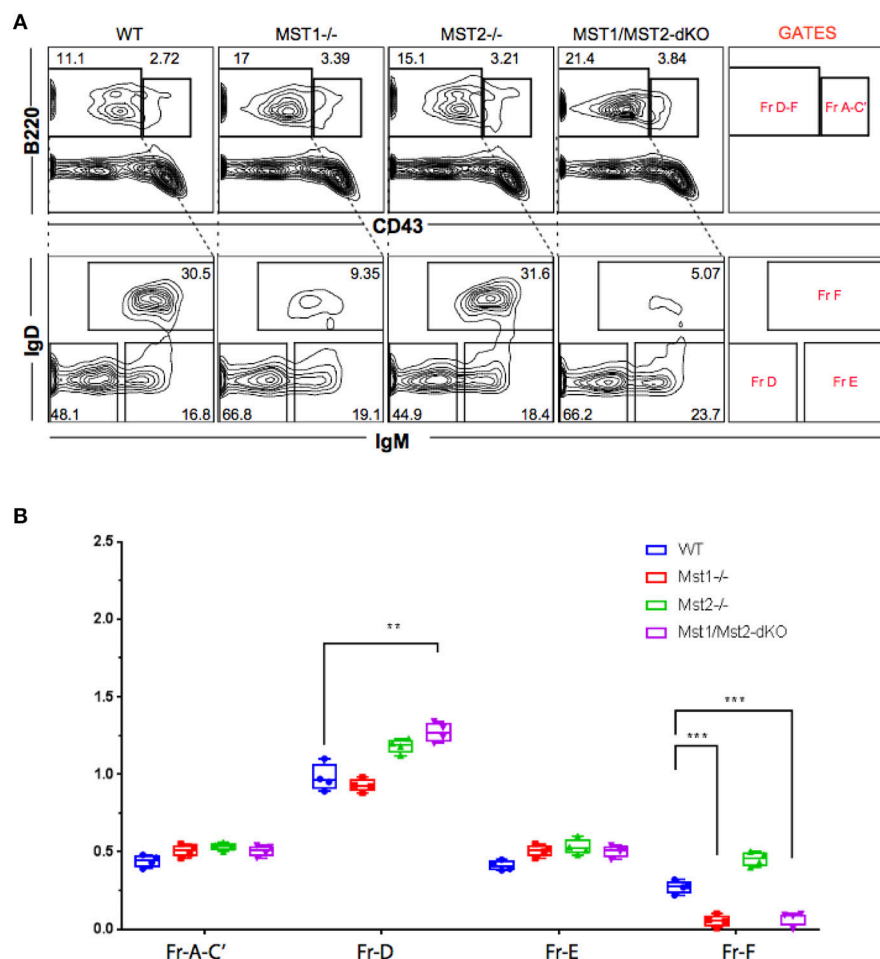 A
WT MST1-/- MST2-/- MST1/MST2-dKO GATES
11.1 2.72 17 3.39 15.1 3.21 21.4 3.84
B220
Fr D-F Fr A-C'
CD43
30.5 9.35 31.6 5.07
Fr F
IgD
Fr D Fr E
48.1 16.8 66.8 19.1 44.9 18.4 66.2 23.7
IgM
B
2.5
WT
Mst1-/-
2.0
Mst2-/-
Mst1/Mst2-dKO
**
1.5
***
***
1.0
0.5
0.0
Fr-A-C' Fr-D Fr-E Fr-F